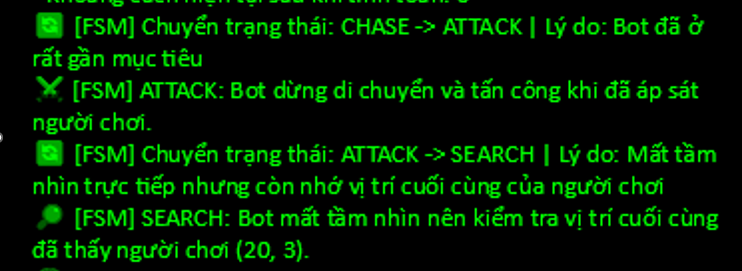 🔄 [FSM] Chuyển trạng thái: CHASE -> ATTACK | Lý do: Bot đã ở
rất gần mục tiêu
⚔ [FSM] ATTACK: Bot dừng di chuyển và tấn công khi đã áp sát
người chơi.
🔄 [FSM] Chuyển trạng thái: ATTACK -> SEARCH | Lý do: Mất tầm
nhìn trực tiếp nhưng còn nhớ vị trí cuối cùng của người chơi
🔎 [FSM] SEARCH: Bot mất tầm nhìn nên kiểm tra vị trí cuối cùng
đã thấy người chơi (20, 3).